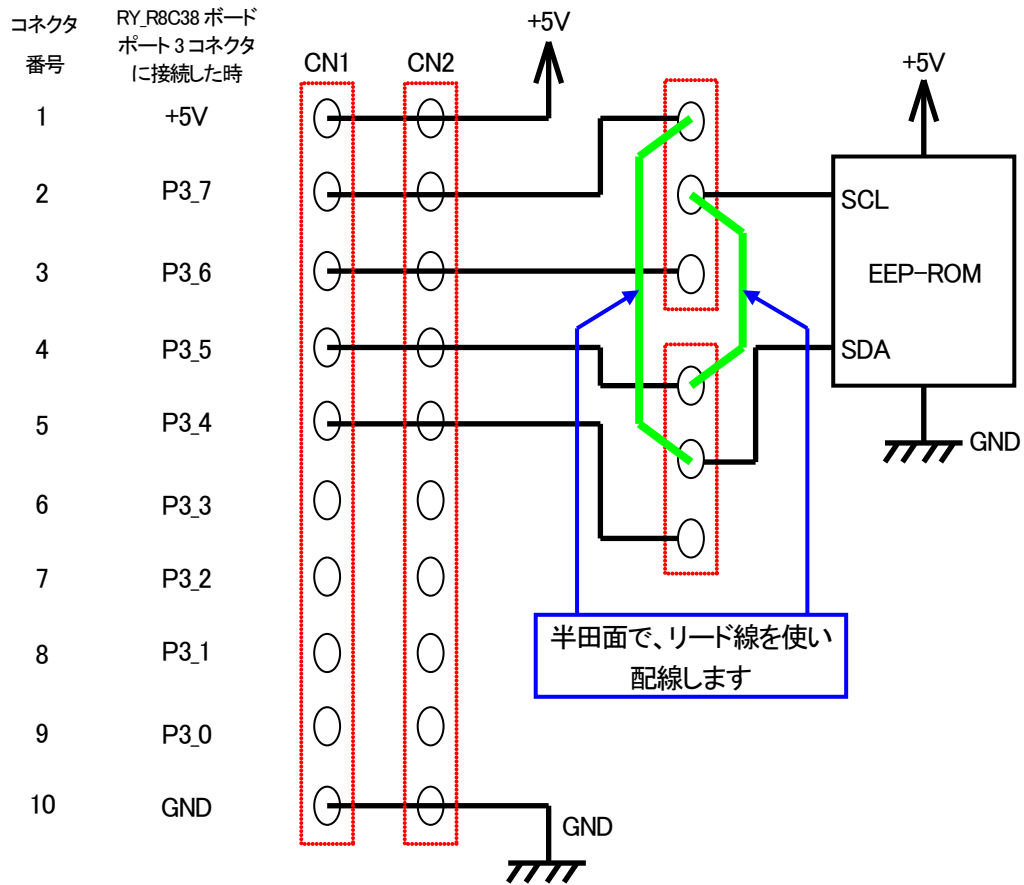 コネクタ
番号
RY_R8C38 ボード
ポート 3 コネクタ
に接続した時
CN1
CN2
+5V
+5V
1
+5V
2
P3_7
SCL
3
P3_6
EEP-ROM
4
P3_5
SDA
5
P3_4
GND
6
P3_3
7
P3_2
半田面で、リード線を使い
配線します
8
P3_1
9
P3_0
10
GND
GND